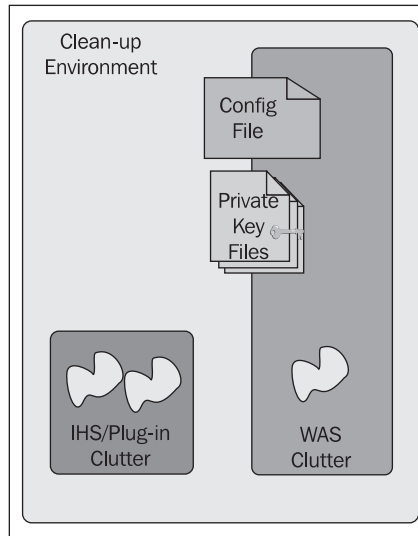 Clean-up
Environment
Config
File
Private
Key
Files
IHS/Plug-in
Clutter
WAS
Clutter